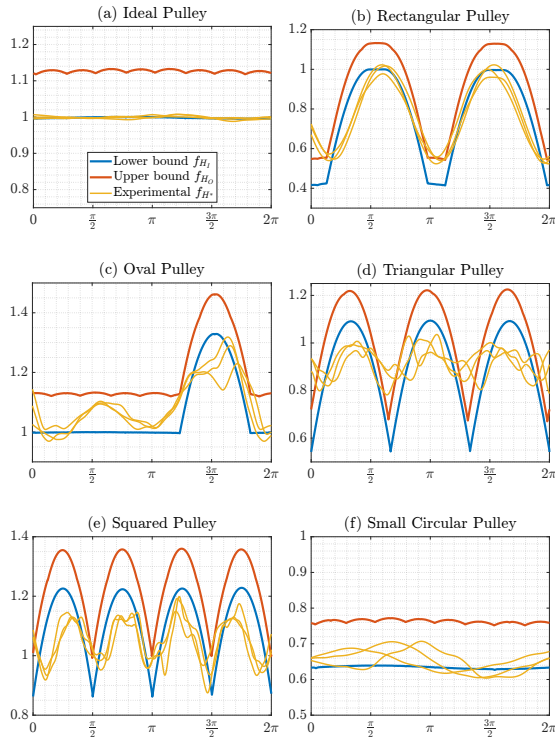 (a) Ideal Pulley
1.2
1.1
1
0.9
0.8
Lower bound f_{H_I}
Upper bound f_{H_O}
Experimental f_{H*}
0 π/2 π 3π/2 2π
(b) Rectangular Pulley
1.2
1
0.8
0.6
0.4
0 π/2 π 3π/2 2π
(c) Oval Pulley
1.4
1.2
1
0 π/2 π 3π/2 2π
(d) Triangular Pulley
1.2
1
0.8
0.6
0 π/2 π 3π/2 2π
(e) Squared Pulley
1.4
1.2
1
0.8
0 π/2 π 3π/2 2π
(f) Small Circular Pulley
1
0.9
0.8
0.7
0.6
0.5
0 π/2 π 3π/2 2π